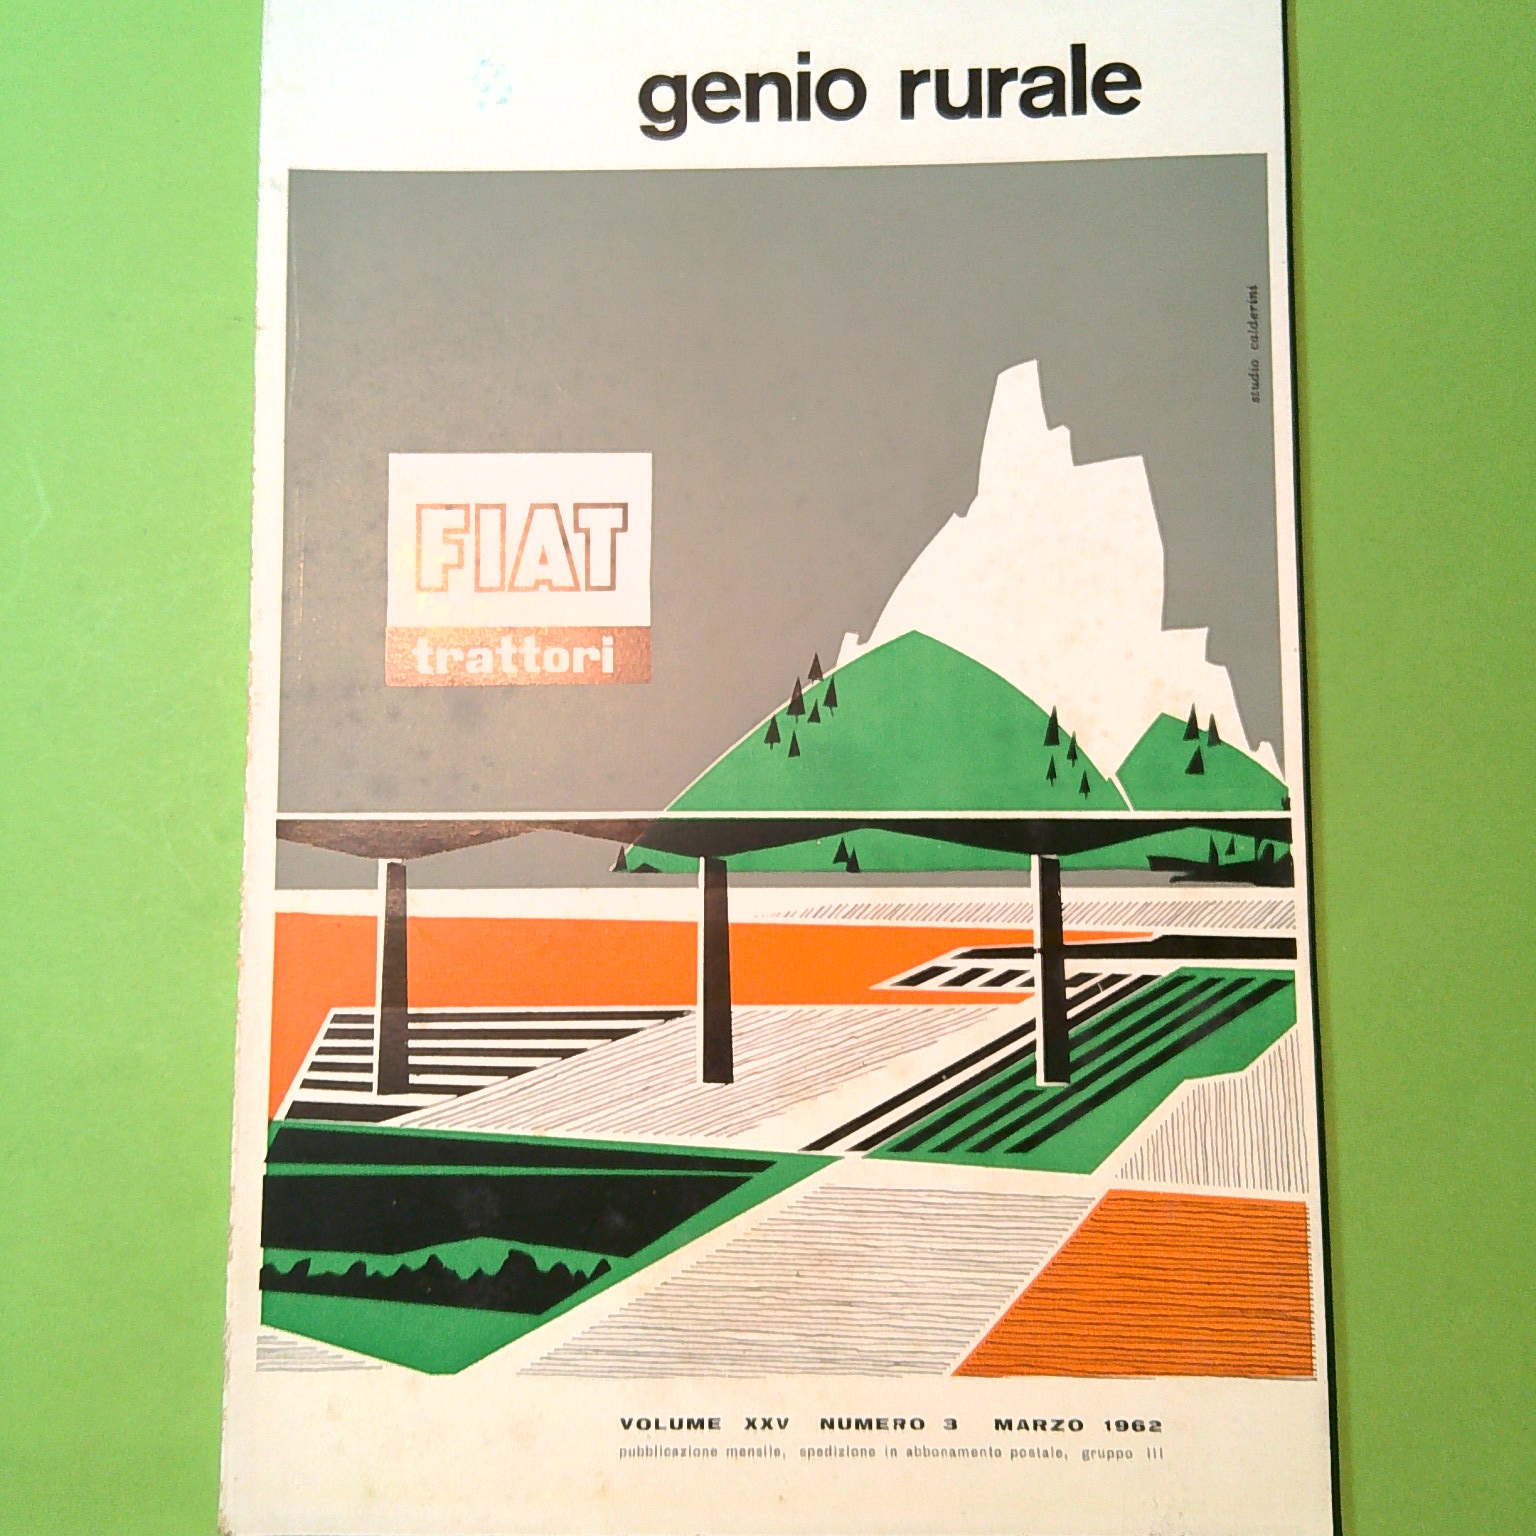 genio rurale
studio calderini
FIAT
trattori
VOLUME XXV NUMERO 3 MARZO 1962
pubblicazione mensile, spedizione in abbonamento postale, gruppo III